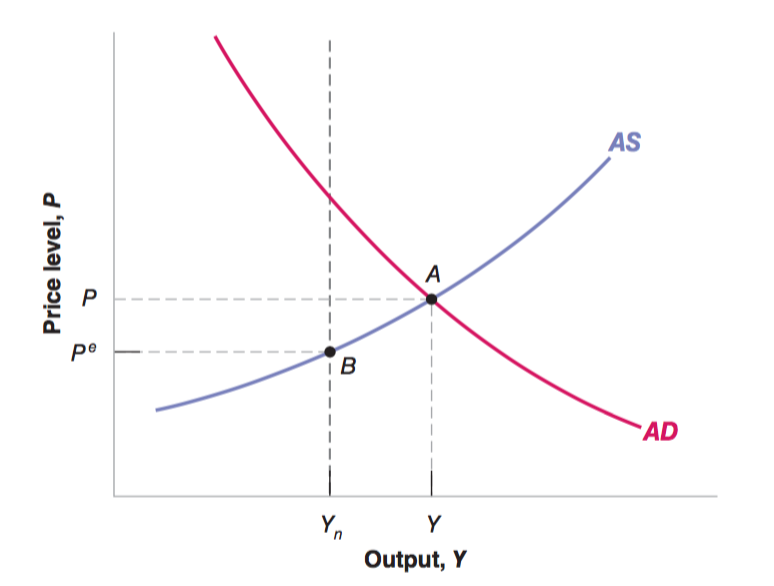 AS
A
Price level, P
P
Pᵉ
B
AD
Yₙ
Y
Output, Y